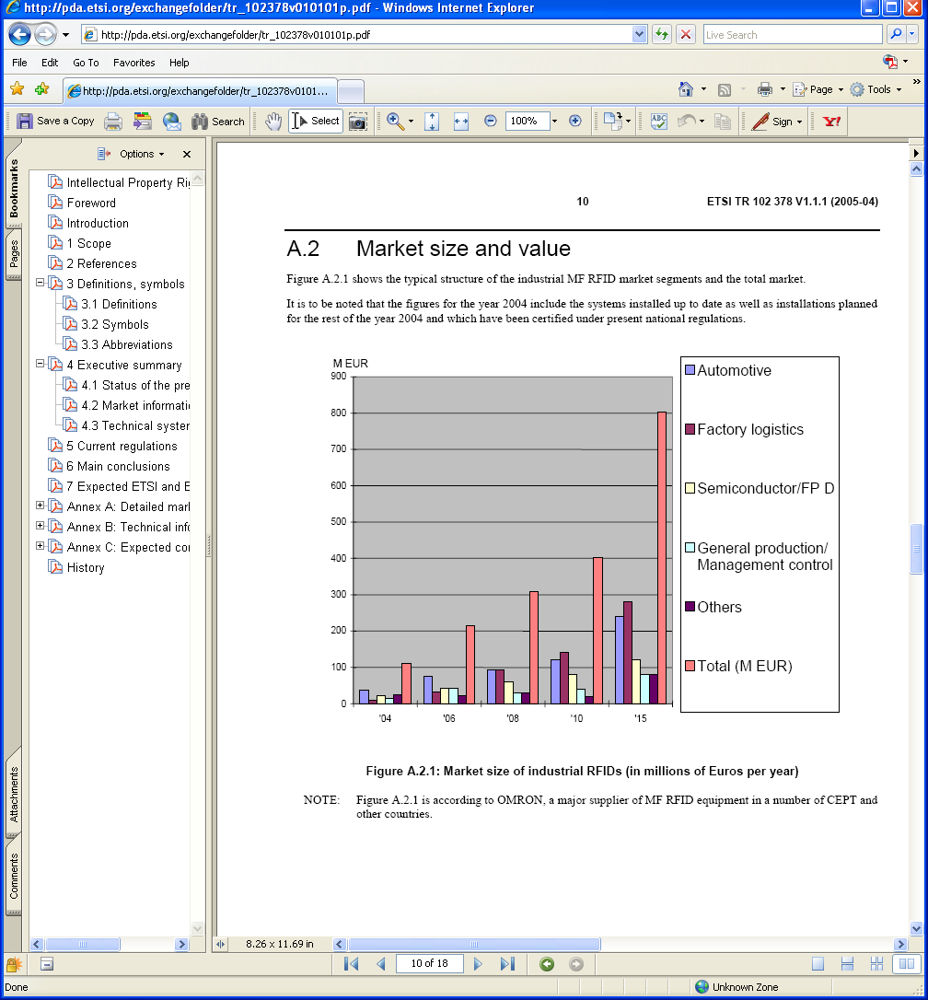 http://pda.etsi.org/exchangefolder/tr_102378v010101p.pdf - Windows Internet Explorer
http://pda.etsi.org/exchangefolder/tr_102378v010101p.pdf
Live Search
File Edit Go To Favorites Help
http://pda.etsi.org/exchangefolder/tr_102378v0101...
Page Tools »
Save a Copy Search Select 100% Sign Y!
Options
Bookmarks
Pages
Attachments
Comments
Intellectual Property Ri
Foreword
Introduction
1 Scope
2 References
3 Definitions, symbols
3.1 Definitions
3.2 Symbols
3.3 Abbreviations
4 Executive summary
4.1 Status of the pre
4.2 Market informati
4.3 Technical syster
5 Current regulations
6 Main conclusions
7 Expected ETSI and E
Annex A: Detailed marl
Annex B: Technical info
Annex C: Expected con
History
10 ETSI TR 102 378 V1.1.1 (2005-04)
A.2 Market size and value
Figure A.2.1 shows the typical structure of the industrial MF RFID market segments and the total market.
It is to be noted that the figures for the year 2004 include the systems installed up to date as well as installations planned
for the rest of the year 2004 and which have been certified under present national regulations.
M EUR
900
800
700
600
500
400
300
200
100
0
'04 '06 '08 '10 '15
Automotive
Factory logistics
Semiconductor/FP D
General production/
Management control
Others
Total (M EUR)
Figure A.2.1: Market size of industrial RFIDs (in millions of Euros per year)
NOTE: Figure A.2.1 is according to OMRON, a major supplier of MF RFID equipment in a number of CEPT and
other countries.
8.26 x 11.69 in
10 of 18
Done Unknown Zone